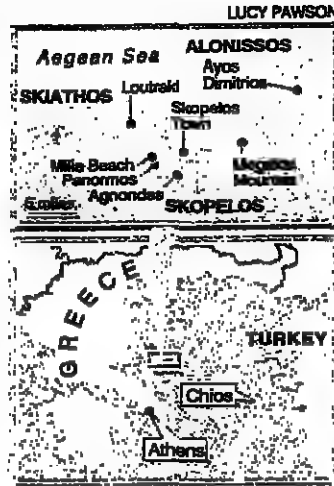 LUCY PAWSON
Aegean Sea
ALONISSOS
Ayos
Dimitrios
Loutraki
SKIATHOS
Skopelos
Town
Milia Beach
Panormos
Agnondas
Megalos
Mourtias
SKOPELOS
GREECE
TURKEY
Chios
Athens